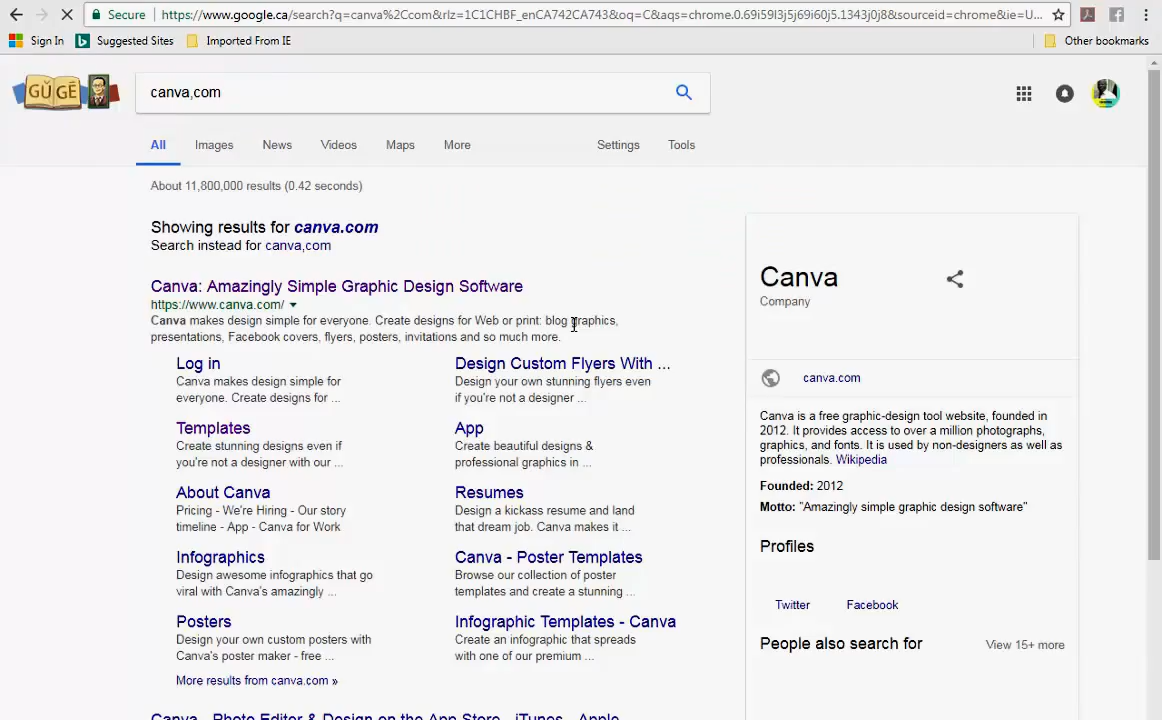 Secure https://www.google.ca/search?q=canva%2Ccom&rlz=1C1CHBF_enCA742CA743&oq=C&aqs=chrome.0.69i59l3j5j69i60j5.1343j0j8&sourceid=chrome&ie=U...
Sign In Suggested Sites Imported From IE Other bookmarks
GŬ GĒ canva,com
All Images News Videos Maps More Settings Tools
About 11,800,000 results (0.42 seconds)
Showing results for canva.com
Search instead for canva,com
Canva: Amazingly Simple Graphic Design Software
https://www.canva.com/
Canva makes design simple for everyone. Create designs for Web or print: blog graphics,
presentations, Facebook covers, flyers, posters, invitations and so much more.
Log in
Canva makes design simple for
everyone. Create designs for ...
Design Custom Flyers With ...
Design your own stunning flyers even
if you're not a designer ...
Templates
Create stunning designs even if
you're not a designer with our ...
App
Create beautiful designs &
professional graphics in ...
About Canva
Pricing - We're Hiring - Our story
timeline - App - Canva for Work
Resumes
Design a kickass resume and land
that dream job. Canva makes it ...
Infographics
Design awesome infographics that go
viral with Canva's amazingly ...
Canva - Poster Templates
Browse our collection of poster
templates and create a stunning ...
Posters
Design your own custom posters with
Canva's poster maker - free ...
Infographic Templates - Canva
Create an infographic that spreads
with one of our premium ...
More results from canva.com »
Canva - Photo Editor & Design on the App Store - iTunes - Apple
Canva
Company
canva.com
Canva is a free graphic-design tool website, founded in
2012. It provides access to over a million photographs,
graphics, and fonts. It is used by non-designers as well as
professionals. Wikipedia
Founded: 2012
Motto: "Amazingly simple graphic design software"
Profiles
Twitter Facebook
People also search for View 15+ more